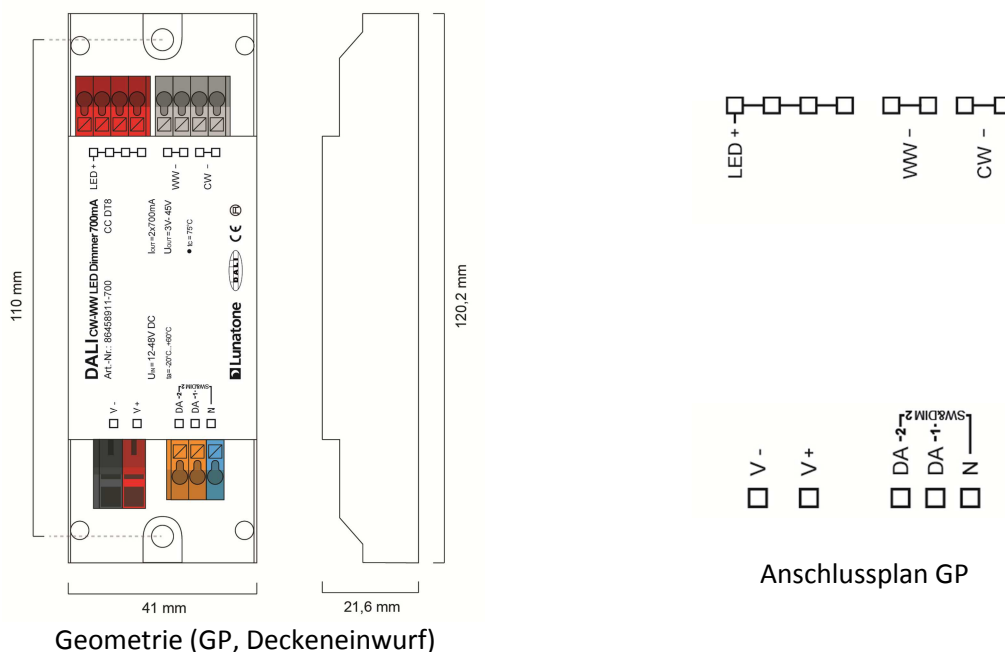 LED +
WW -
CW -
DALI CW-WW LED Dimmer 700mA
CC DT8
Art.-Nr.: 86458911-700
IOUT=2x700mA
UOUT=3V- 45V
● tc = 75°C
UIN=12-48V DC
ta=-20°C...+60°C
DALI
CE
Lunatone
V -
V +
DA -2-
DA -1-
N
SW&DIM 2
110 mm
120,2 mm
41 mm
21,6 mm
Geometrie (GP, Deckeneinwurf)
LED +
WW -
CW -
V -
V +
DA -2-
DA -1-
N
SW&DIM 2
Anschlussplan GP